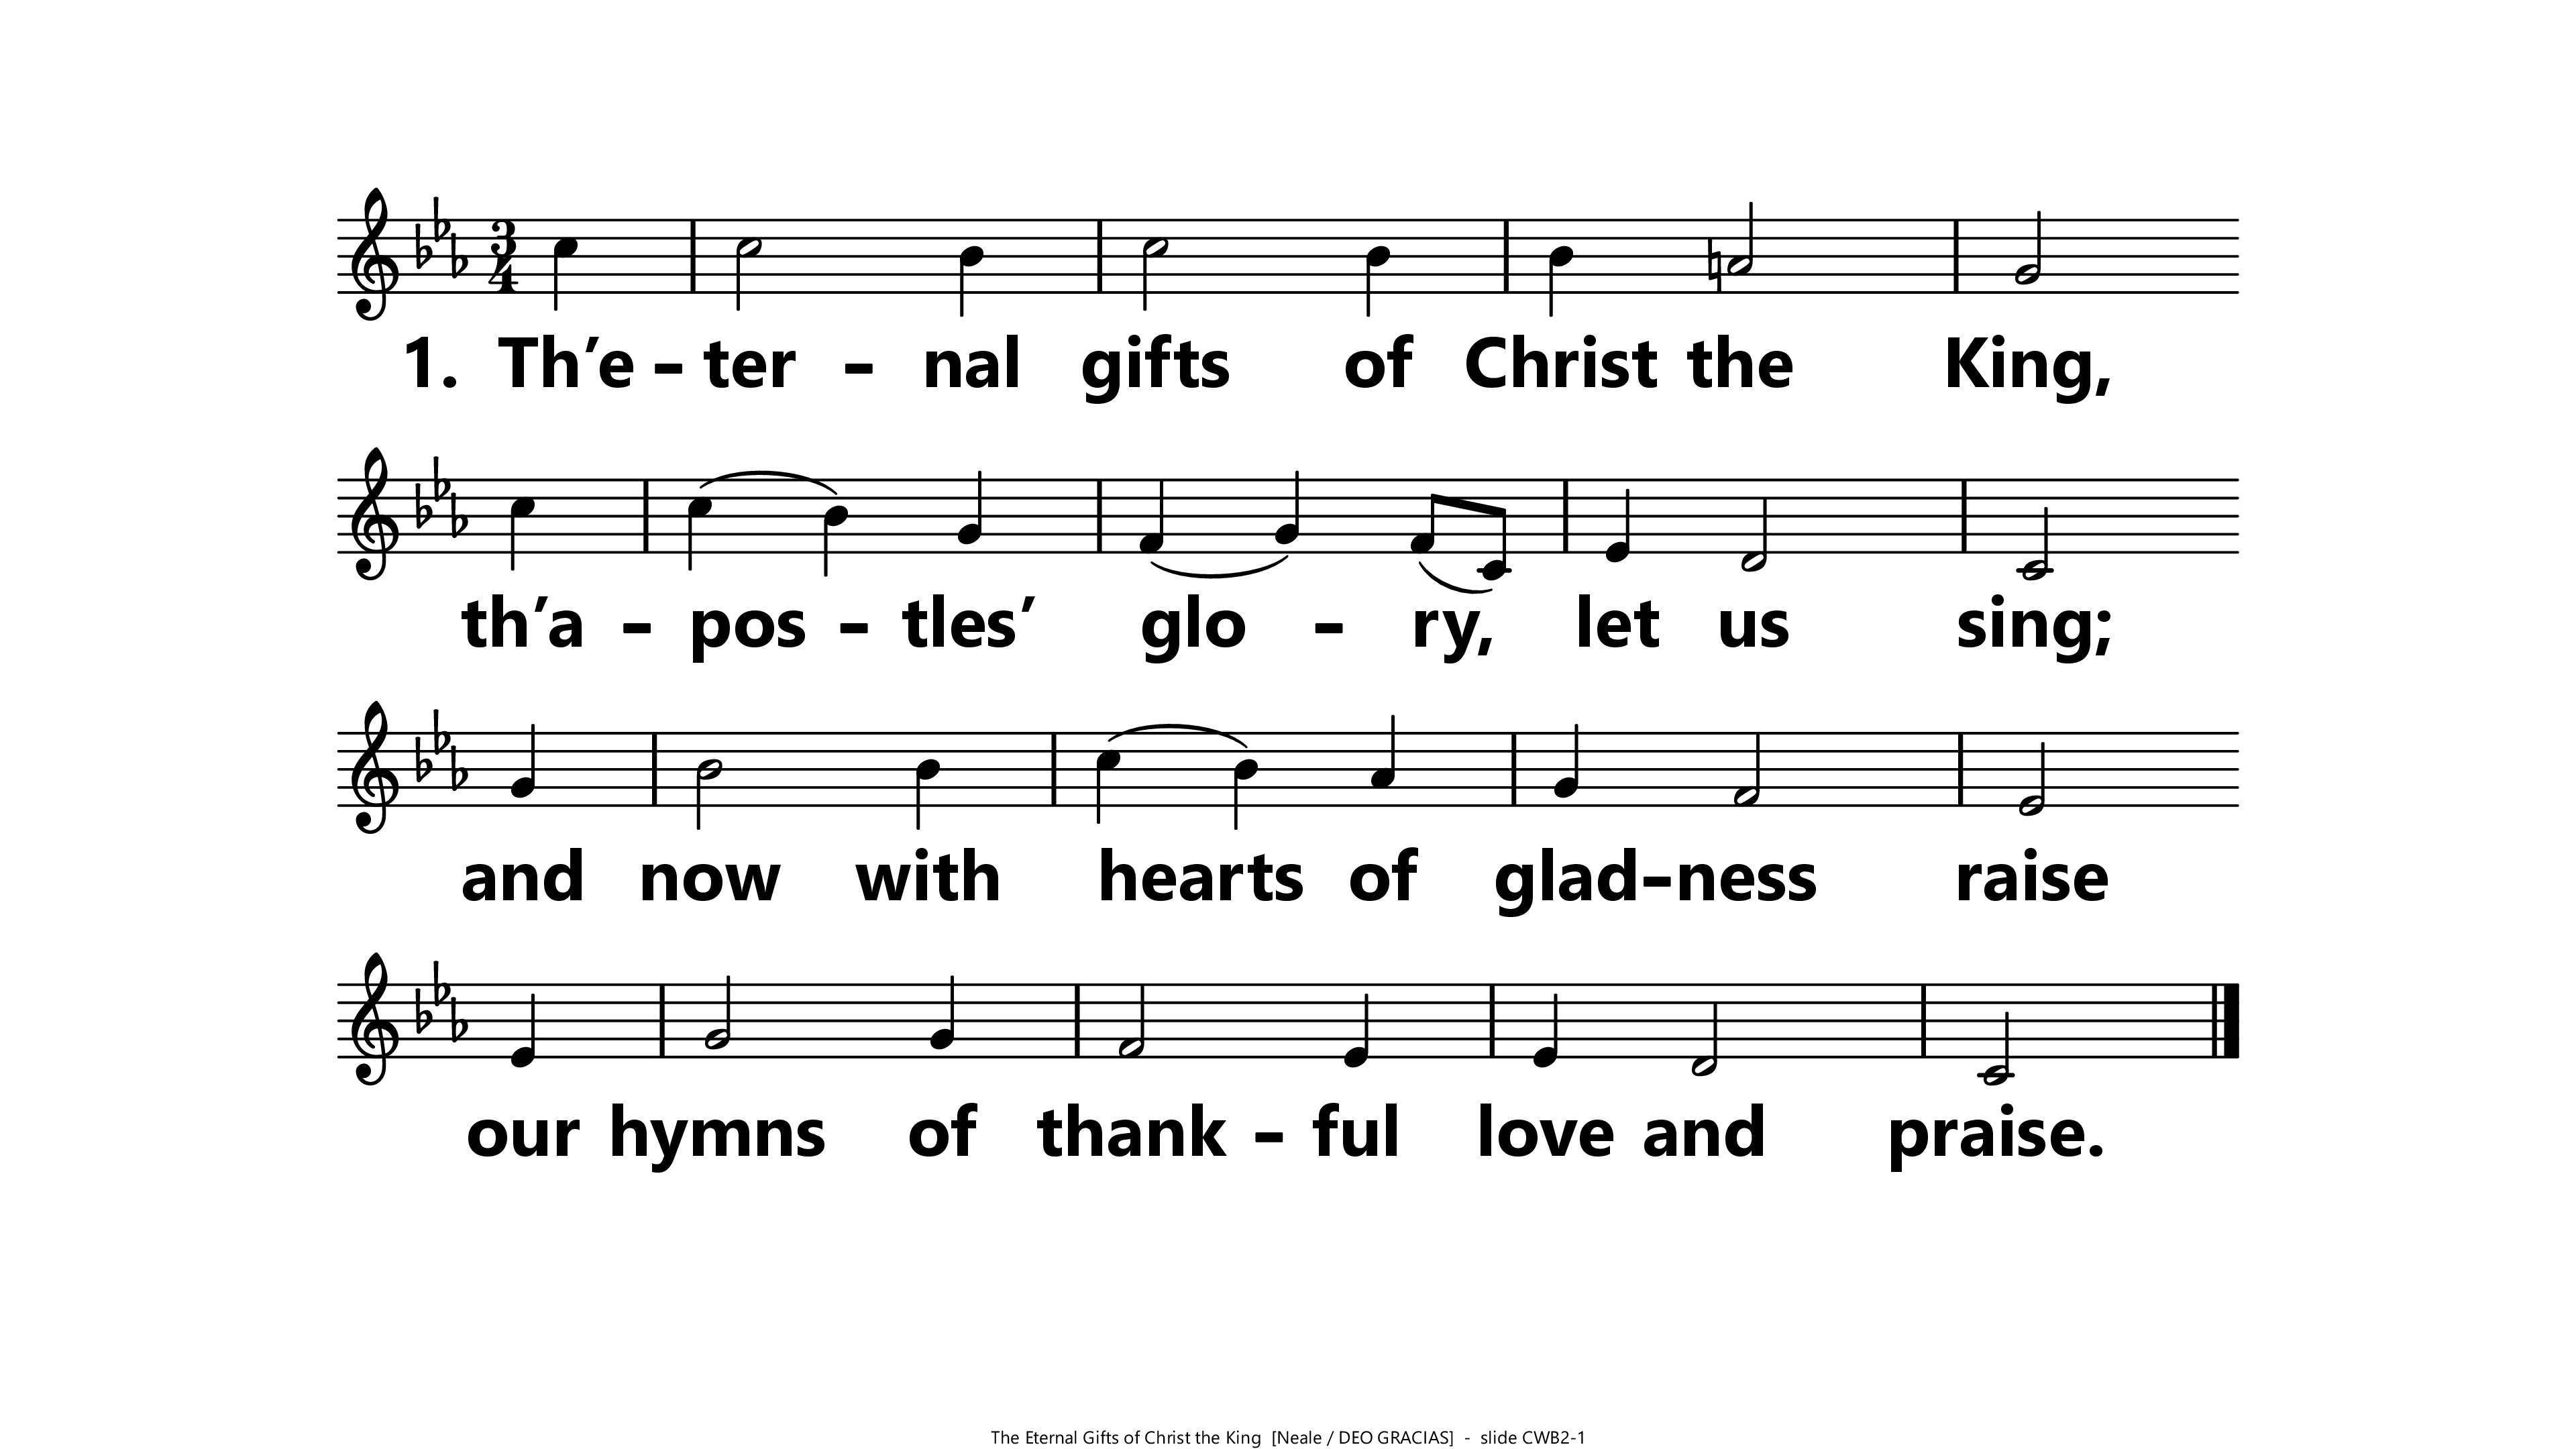 1. Th’e – ter – nal gifts of Christ the King,
th’a – pos – tles’ glo – ry, let us sing;
and now with hearts of glad–ness raise
our hymns of thank – ful love and praise.
The Eternal Gifts of Christ the King [Neale / DEO GRACIAS] - slide CWB2-1